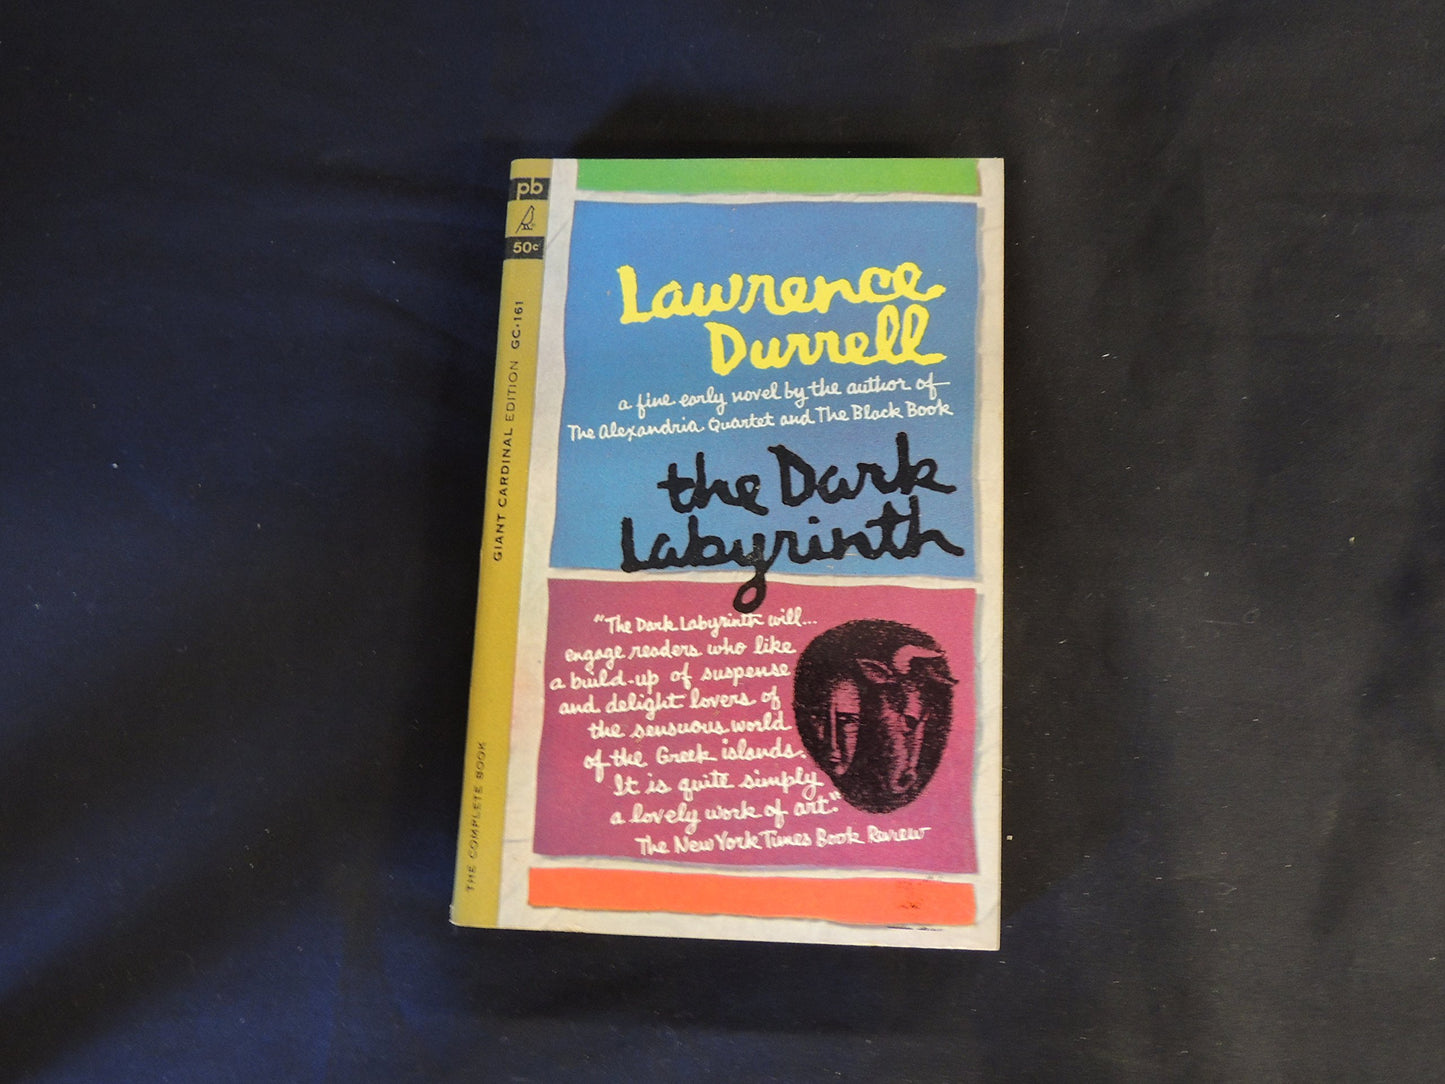 pb
50c
GIANT CARDINAL EDITION GC·161
THE COMPLETE BOOK
Lawrence
Durrell
a fine early novel by the author of
The Alexandria Quartet and The Black Book
the Dark
Labyrinth
"The Dark Labyrinth will...
engage readers who like
a build-up of suspense
and delight lovers of
the sensuous world
of the Greek islands.
It is quite simply
a lovely work of art."
The New York Times Book Review